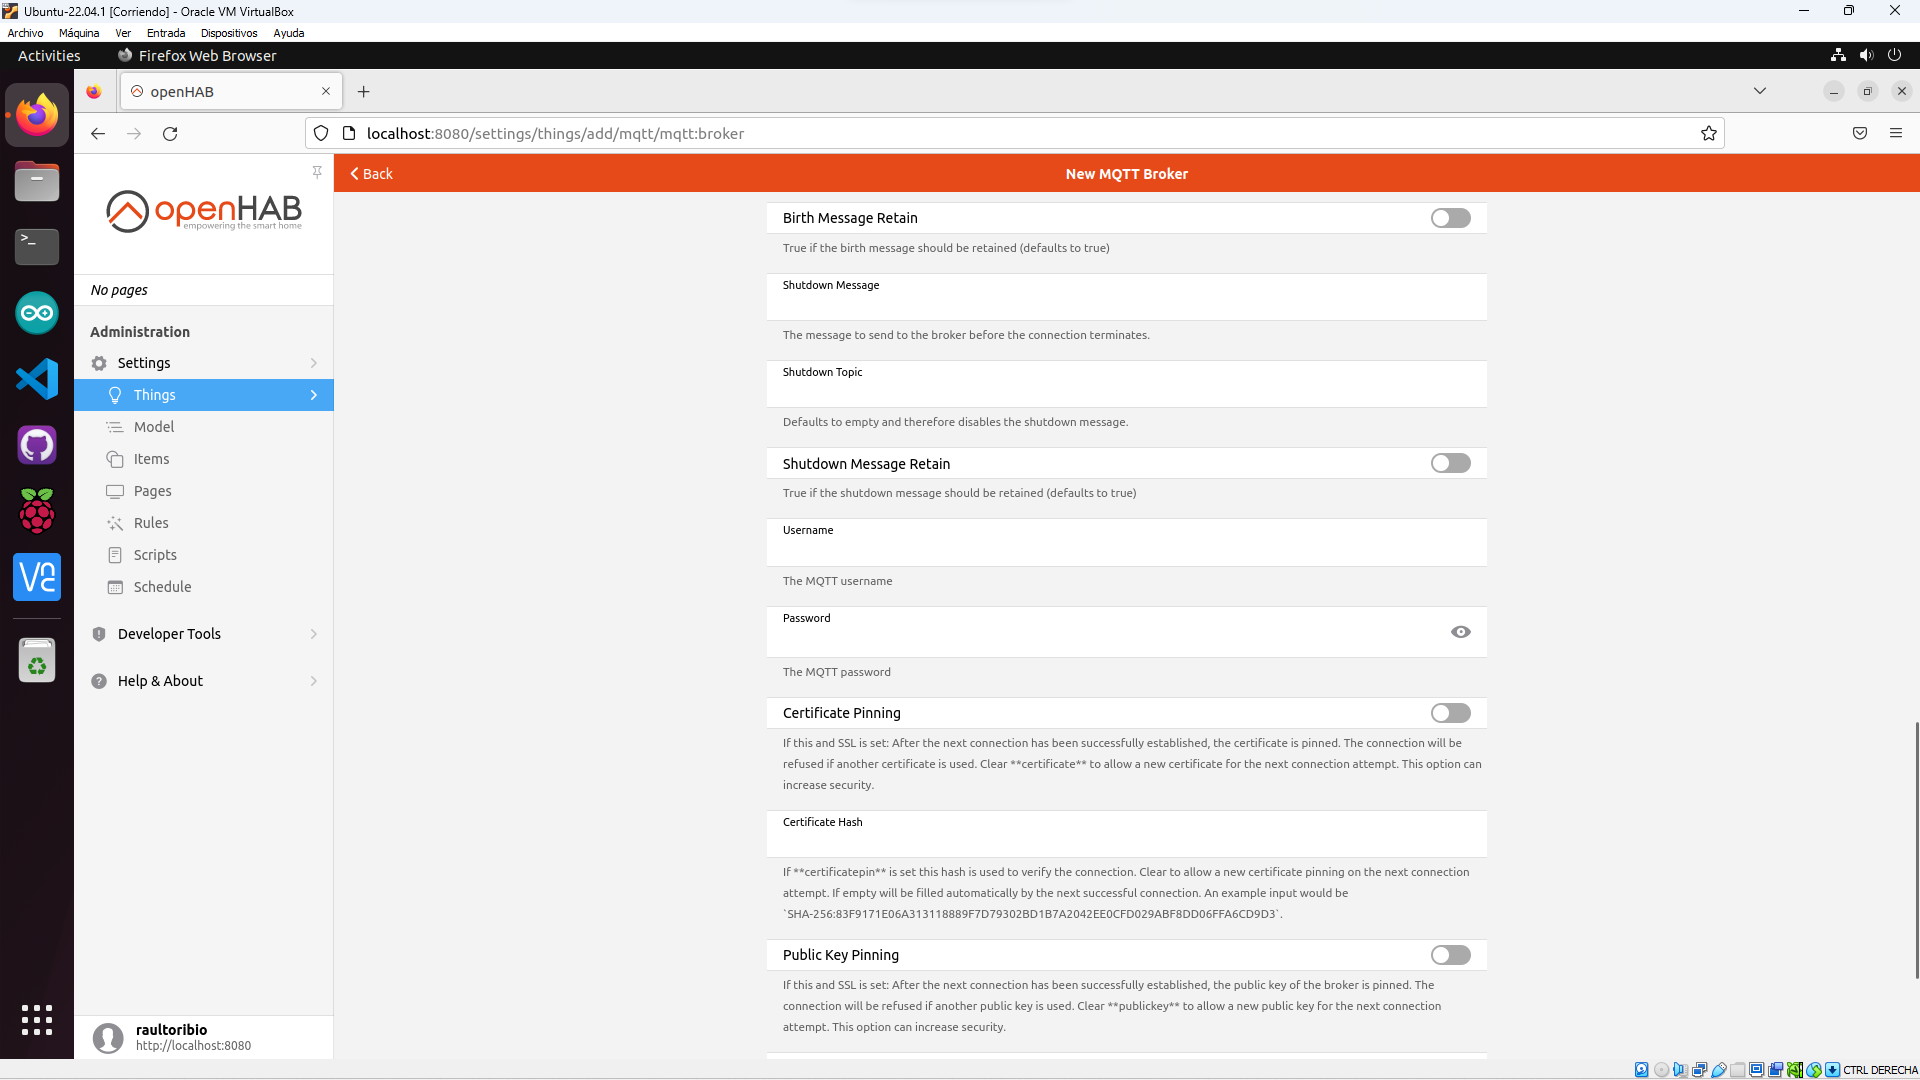 Ubuntu-22.04.1 [Corriendo] - Oracle VM VirtualBox
Archivo Máquina Ver Entrada Dispositivos Ayuda
Activities Firefox Web Browser
openHAB
localhost:8080/settings/things/add/mqtt/mqtt:broker
openHAB
empowering the smart home
No pages
Administration
Settings
Things
Model
Items
Pages
Rules
Scripts
Schedule
Developer Tools
Help & About
raultoribio
http://localhost:8080
Back
New MQTT Broker
Birth Message Retain
True if the birth message should be retained (defaults to true)
Shutdown Message
The message to send to the broker before the connection terminates.
Shutdown Topic
Defaults to empty and therefore disables the shutdown message.
Shutdown Message Retain
True if the shutdown message should be retained (defaults to true)
Username
The MQTT username
Password
The MQTT password
Certificate Pinning
If this and SSL is set: After the next connection has been successfully established, the certificate is pinned. The connection will be
refused if another certificate is used. Clear **certificate** to allow a new certificate for the next connection attempt. This option can
increase security.
Certificate Hash
If **certificatepin** is set this hash is used to verify the connection. Clear to allow a new certificate pinning on the next connection
attempt. If empty will be filled automatically by the next successful connection. An example input would be
`SHA-256:83F9171E06A313118889F7D79302BD1B7A2042EE0CFD029ABF8DD06FFA6CD9D3`.
Public Key Pinning
If this and SSL is set: After the next connection has been successfully established, the public key of the broker is pinned. The
connection will be refused if another public key is used. Clear **publickey** to allow a new public key for the next connection
attempt. This option can increase security.
CTRL DERECHA